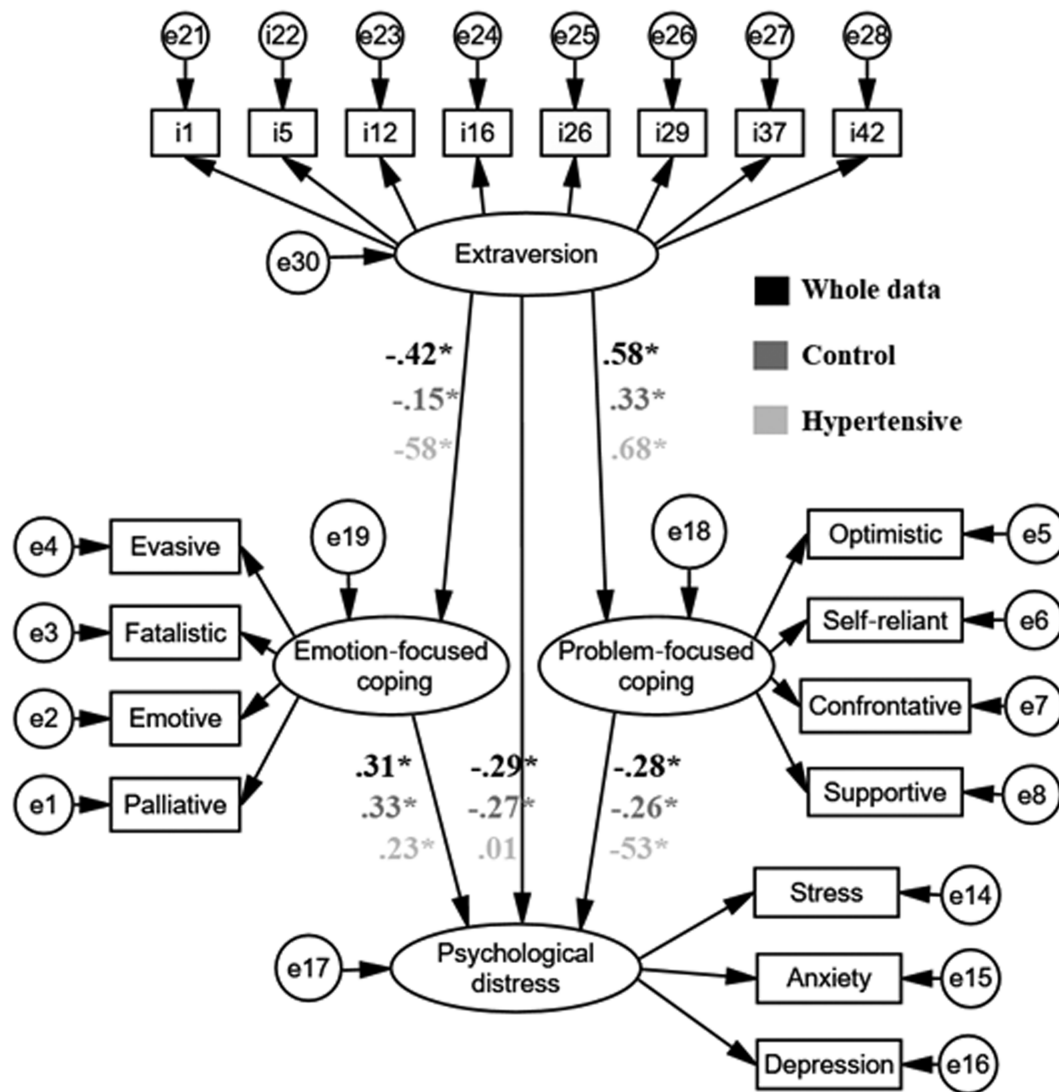 e21 i22 e23 e24 e25 e26 e27 e28
i1 i5 i12 i16 i26 i29 i37 i42
Extraversion
e30
Whole data
Control
Hypertensive
-.42* .58*
-.15* .33*
-58* .68*
e4 Evasive
e3 Fatalistic
e2 Emotive
e1 Palliative
e19
e18
Emotion-focused
coping
Problem-focused
coping
Optimistic e5
Self-reliant e6
Confrontative e7
Supportive e8
.31* -.29* -.28*
.33* -.27* -.26*
.23* .01 -53*
e17
Psychological
distress
Stress e14
Anxiety e15
Depression e16